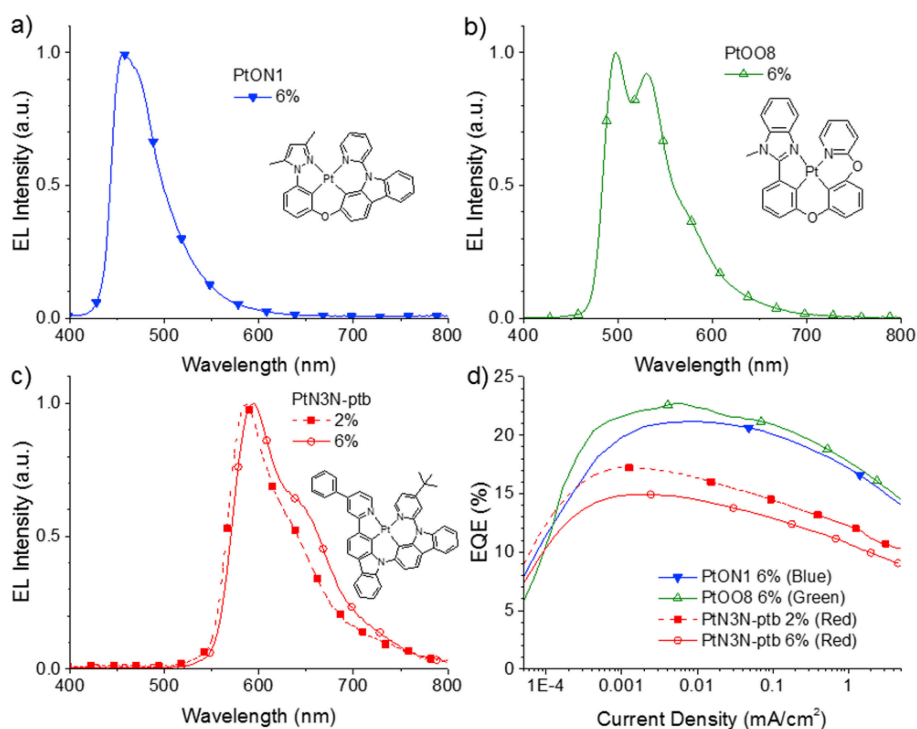 a)
PtON1
6%
N
N
N
Pt
N
O
EL Intensity (a.u.)
1.0
0.5
0.0
400
500
600
700
800
Wavelength (nm)
b)
PtOO8
6%
N
N
N
Pt
O
O
EL Intensity (a.u.)
1.0
0.5
0.0
400
500
600
700
800
Wavelength (nm)
c)
PtN3N-ptb
2%
6%
N
N
Pt
N
N
EL Intensity (a.u.)
1.0
0.5
0.0
400
500
600
700
800
Wavelength (nm)
d)
EQE (%)
25
20
15
10
5
0
PtON1 6% (Blue)
PtOO8 6% (Green)
PtN3N-ptb 2% (Red)
PtN3N-ptb 6% (Red)
1E-4
0.001
0.01
0.1
1
Current Density (mA/cm²)